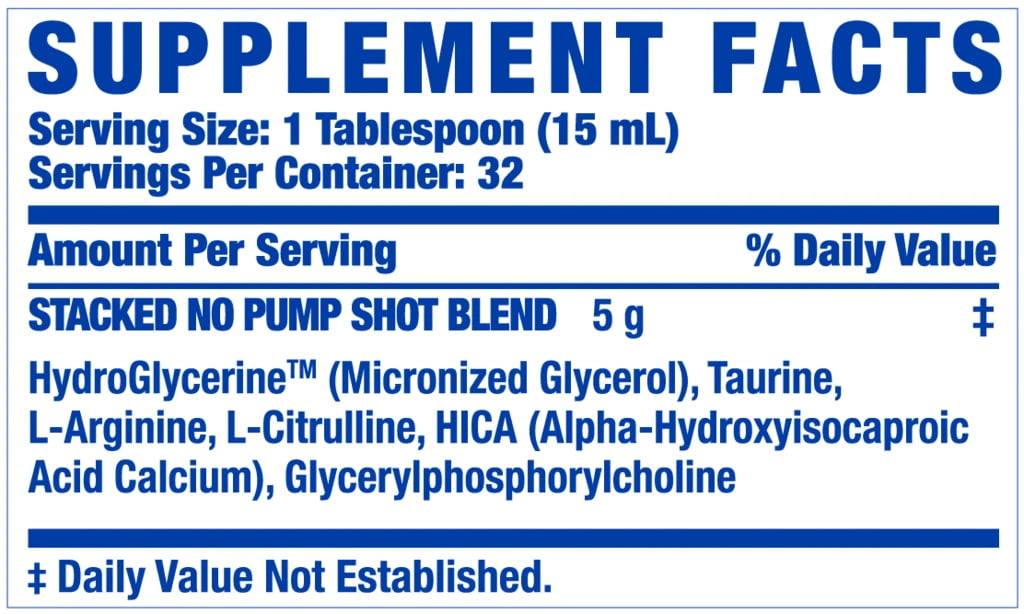 SUPPLEMENT FACTS
Serving Size: 1 Tablespoon (15 mL)
Servings Per Container: 32
Amount Per Serving % Daily Value
STACKED NO PUMP SHOT BLEND 5 g ‡
HydroGlycerine™ (Micronized Glycerol), Taurine,
L-Arginine, L-Citrulline, HICA (Alpha-Hydroxyisocaproic
Acid Calcium), Glycerylphosphorylcholine
‡ Daily Value Not Established.